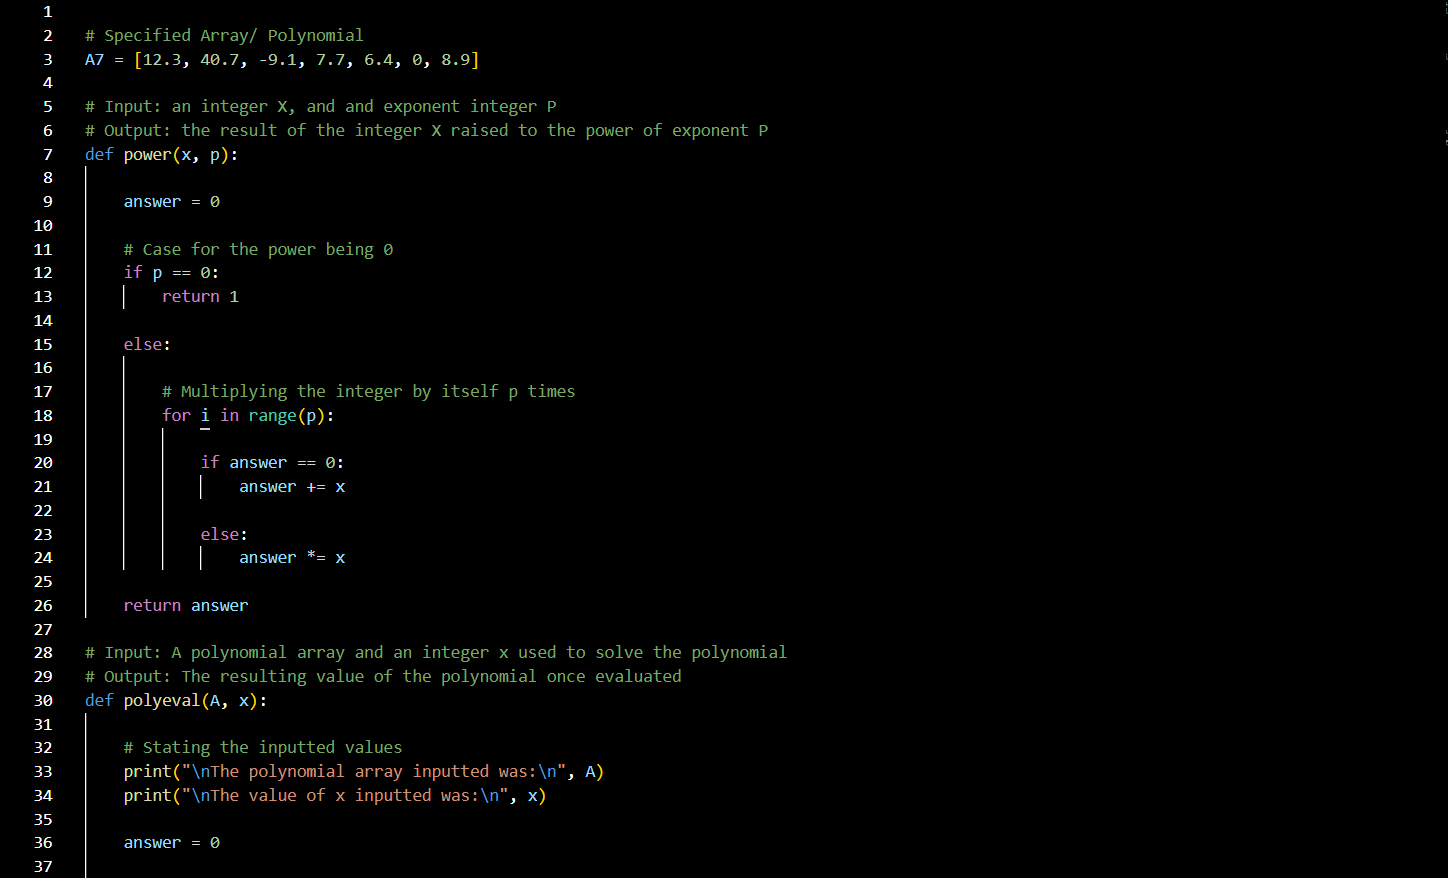 1
2 # Specified Array/ Polynomial
3 A7 = [12.3, 40.7, -9.1, 7.7, 6.4, 0, 8.9]
4
5 # Input: an integer X, and and exponent integer P
6 # Output: the result of the integer X raised to the power of exponent P
7 def power(x, p):
8
9     answer = 0
10
11     # Case for the power being 0
12     if p == 0:
13         return 1
14
15     else:
16
17         # Multiplying the integer by itself p times
18         for i in range(p):
19
20             if answer == 0:
21                 answer += x
22
23             else:
24                 answer *= x
25
26     return answer
27
28 # Input: A polynomial array and an integer x used to solve the polynomial
29 # Output: The resulting value of the polynomial once evaluated
30 def polyeval(A, x):
31
32     # Stating the inputted values
33     print("\nThe polynomial array inputted was:\n", A)
34     print("\nThe value of x inputted was:\n", x)
35
36     answer = 0
37